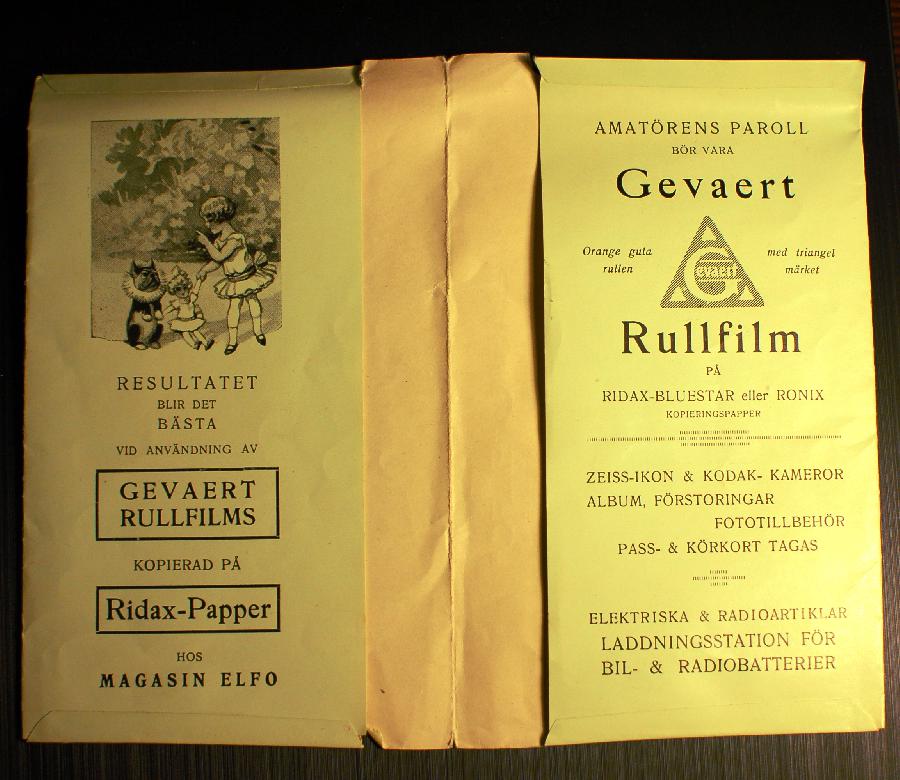 RESULTATET
BLIR DET
BÄSTA
VID ANVÄNDNING AV
GEVAERT
RULLFILMS
KOPIERAD PÅ
Ridax-Papper
HOS
MAGASIN ELFO
AMATÖRENS PAROLL
BÖR VARA
Gevaert
Orange gula
rullen
Gevaert
med triangel
märket
Rullfilm
PÅ
RIDAX-BLUESTAR eller RONIX
KOPIERINGSPAPPER
ZEISS-IKON & KODAK- KAMEROR
ALBUM, FÖRSTORINGAR
FOTOTILLBEHÖR
PASS- & KÖRKORT TAGAS
ELEKTRISKA & RADIOARTIKLAR
LADDNINGSSTATION FÖR
BIL- & RADIOBATTERIER